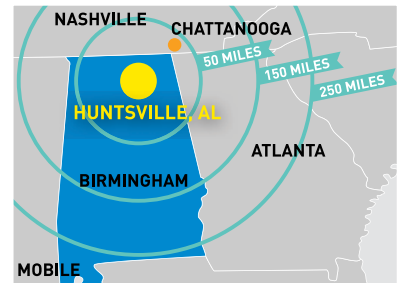 NASHVILLE
CHATTANOOGA
50 MILES
150 MILES
250 MILES
HUNTSVILLE, AL
ATLANTA
BIRMINGHAM
MOBILE